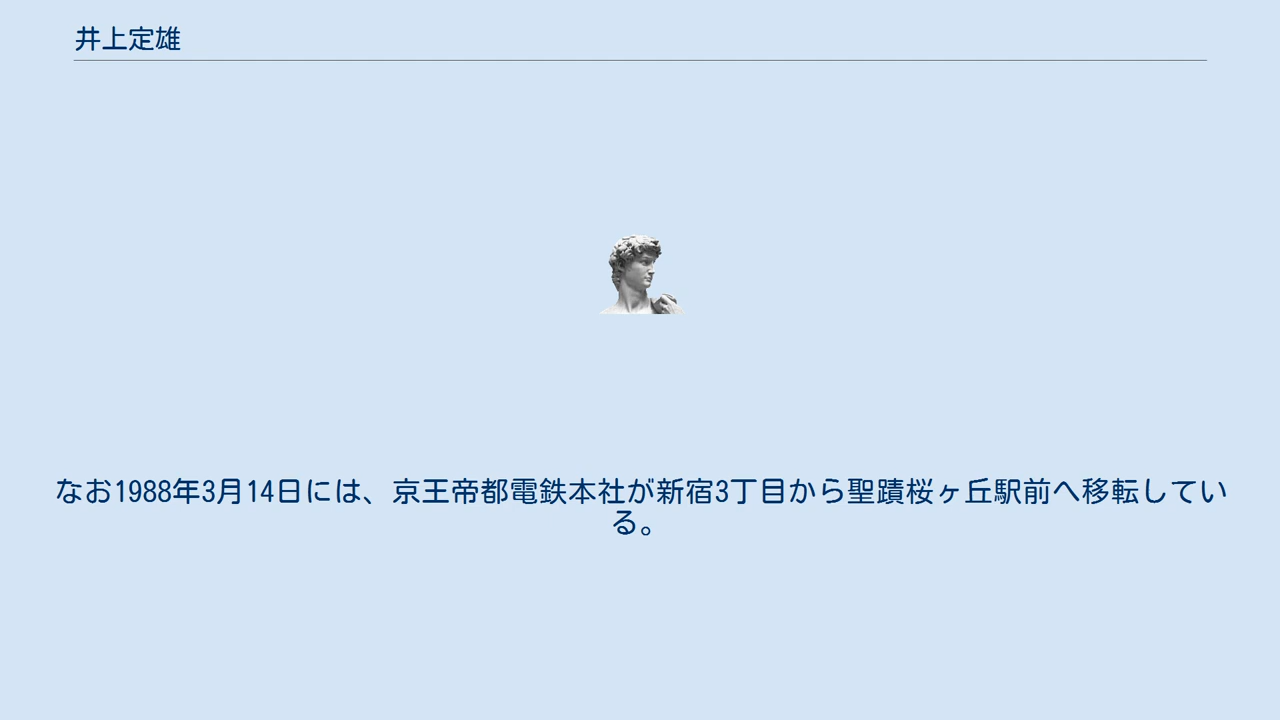 井上定雄
なお1988年3月14日には、京王帝都電鉄本社が新宿3丁目から聖蹟桜ヶ丘駅前へ移転してい
る。